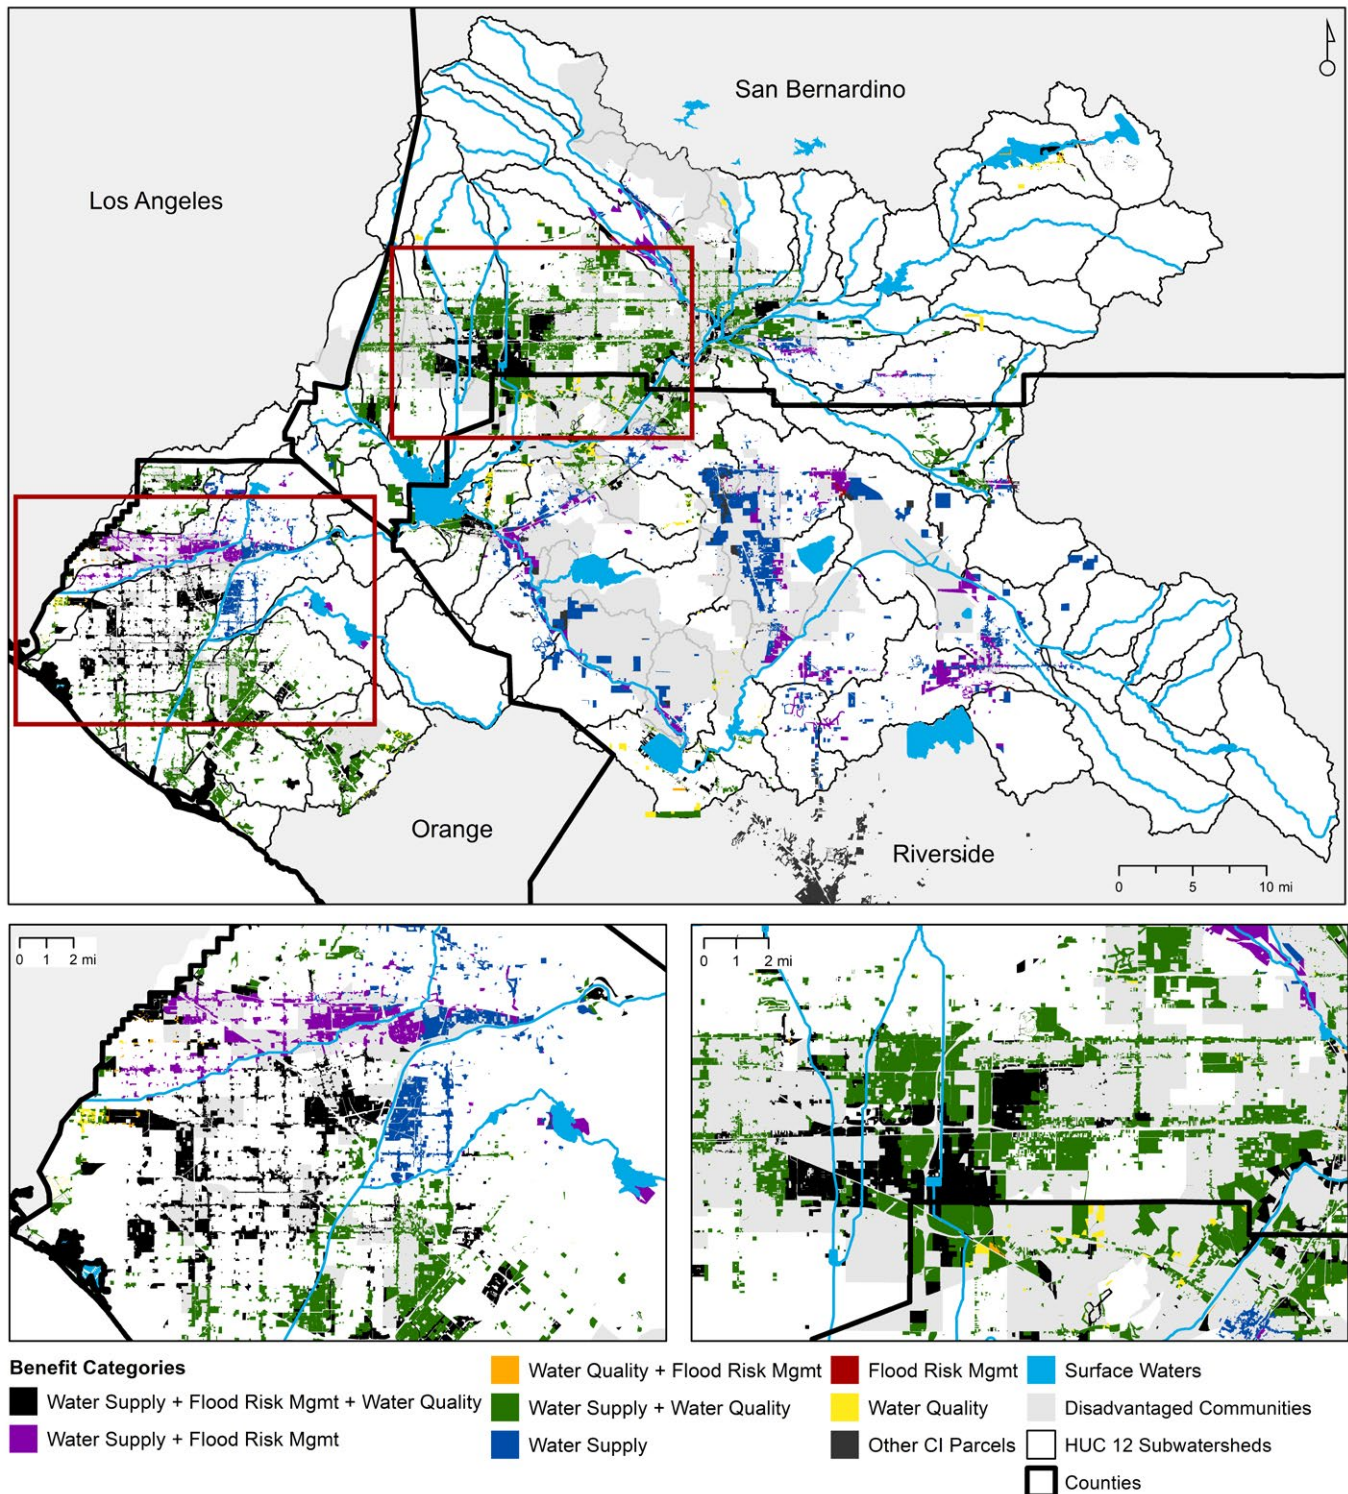 San Bernardino
Los Angeles
Orange
Riverside
0 5 10 mi
0 1 2 mi
0 1 2 mi
Benefit Categories
Water Supply + Flood Risk Mgmt + Water Quality
Water Supply + Flood Risk Mgmt
Water Quality + Flood Risk Mgmt
Water Supply + Water Quality
Water Supply
Flood Risk Mgmt
Water Quality
Other CI Parcels
Surface Waters
Disadvantaged Communities
HUC 12 Subwatersheds
Counties